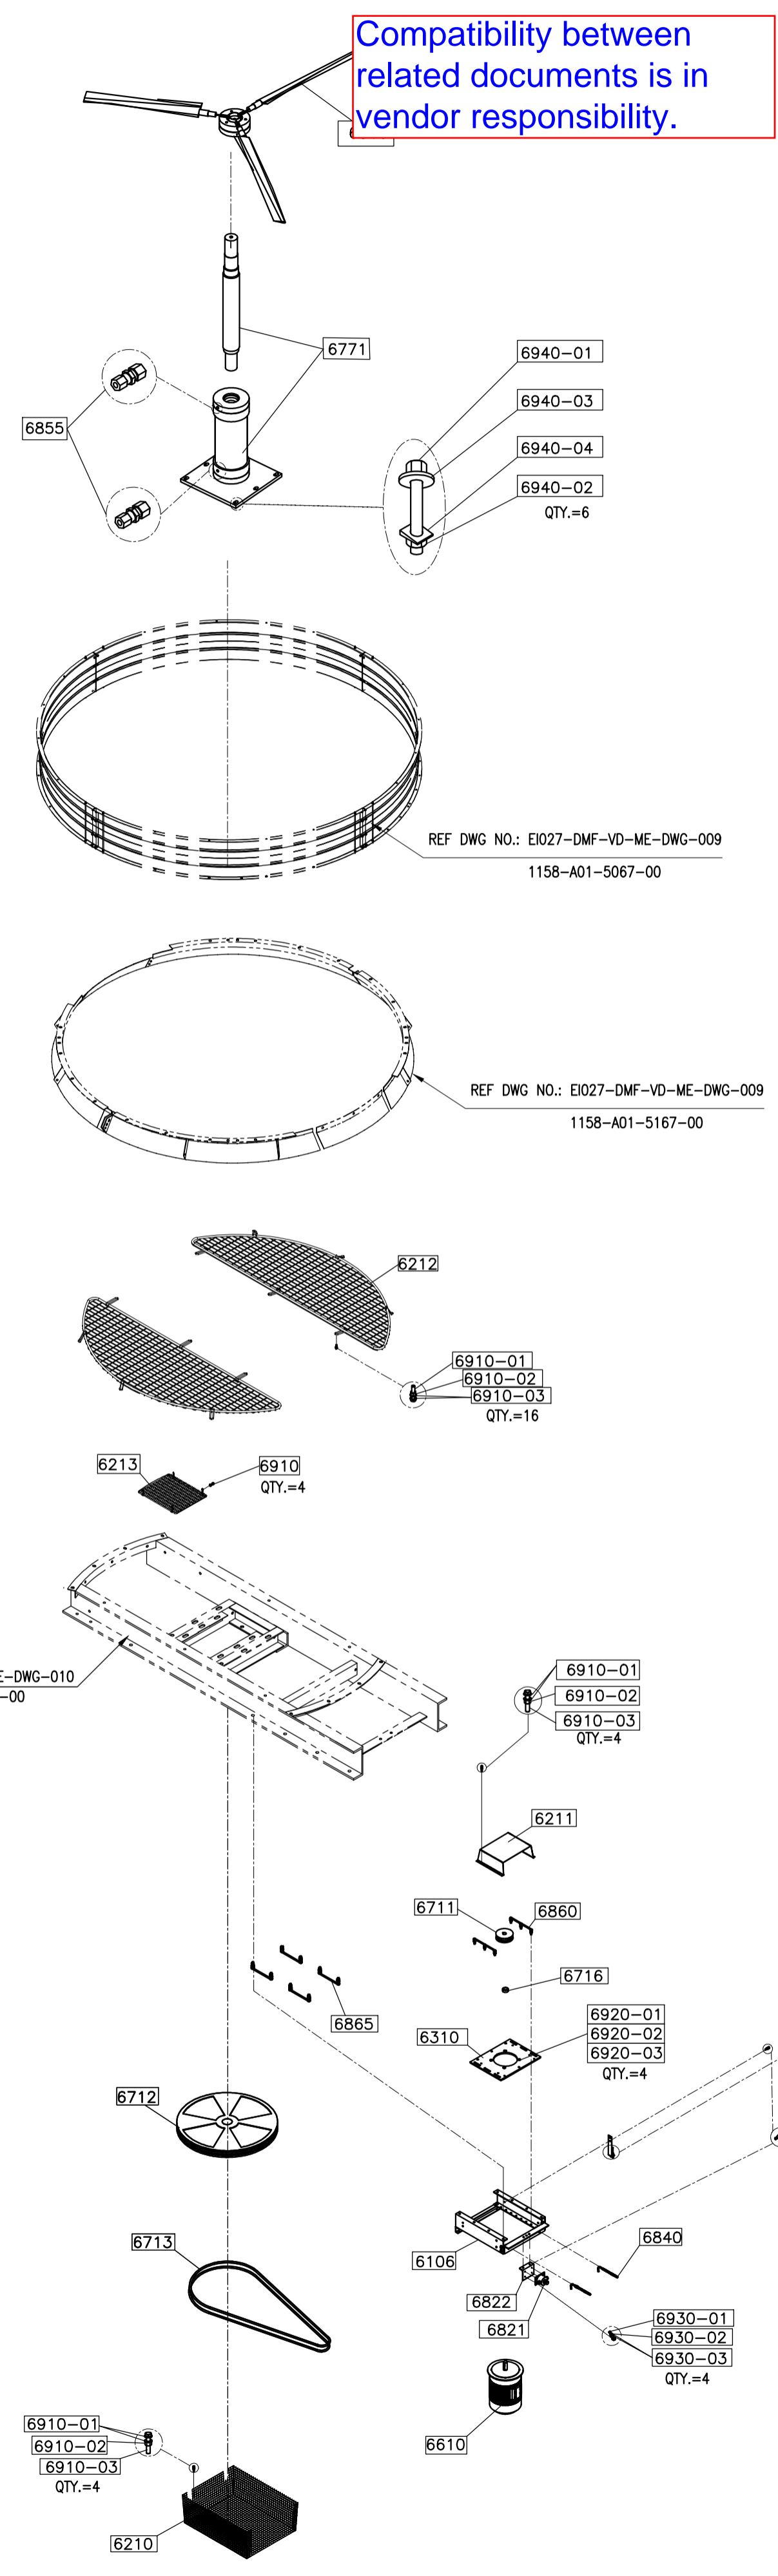 Compatibility between
related documents is in
vendor responsibility.
6771
6940-01
6940-03
6855
6940-04
6940-02
QTY.=6
REF DWG NO.: EI027-DMF-VD-ME-DWG-009
1158-A01-5067-00
REF DWG NO.: EI027-DMF-VD-ME-DWG-009
1158-A01-5167-00
6212
6910-01
6910-02
6910-03
QTY.=16
6213
6910
QTY.=4
E-DWG-010
-00
6910-01
6910-02
6910-03
QTY.=4
6211
6711
6860
6716
6865
6310
6920-01
6920-02
6920-03
QTY.=4
6712
6713
6106
6840
6822
6821
6930-01
6930-02
6930-03
QTY.=4
6610
6910-01
6910-02
6910-03
QTY.=4
6210